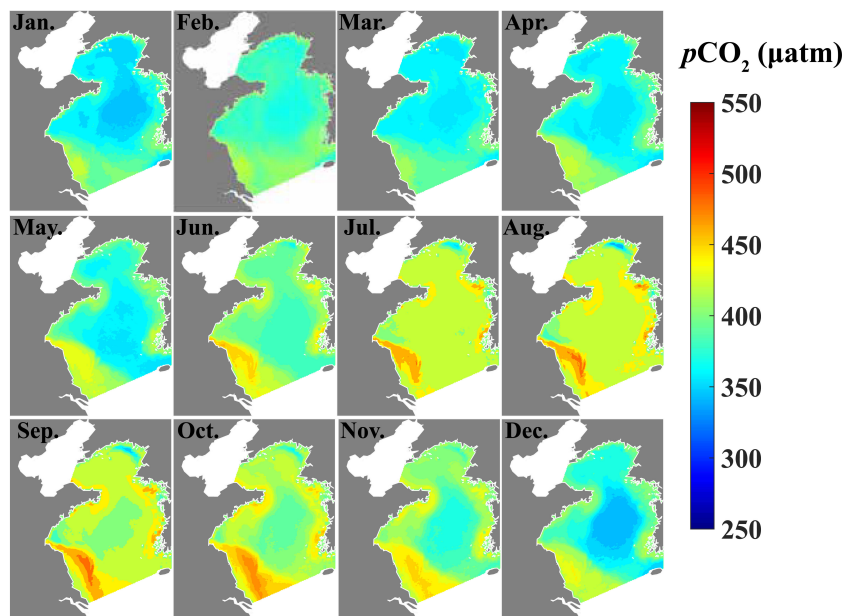 Jan.
Feb.
Mar.
Apr.
pCO₂ (µatm)
550
500
450
400
350
300
250
May.
Jun.
Jul.
Aug.
Sep.
Oct.
Nov.
Dec.